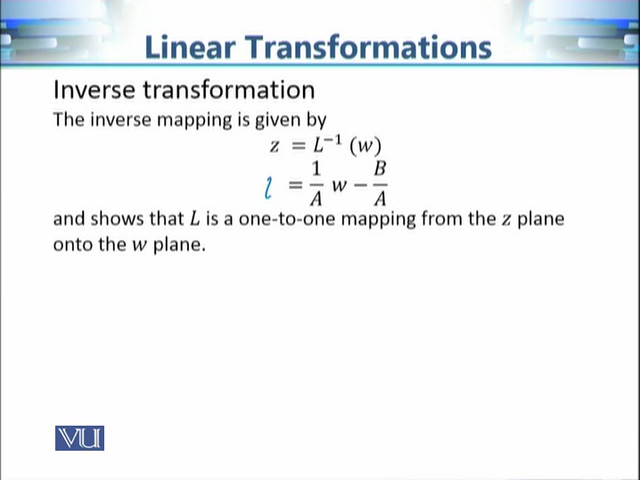 Linear Transformations
Inverse transformation
The inverse mapping is given by
z = L⁻¹ (w)
= 1/A w − B/A
and shows that L is a one-to-one mapping from the z plane
onto the w plane.
VU